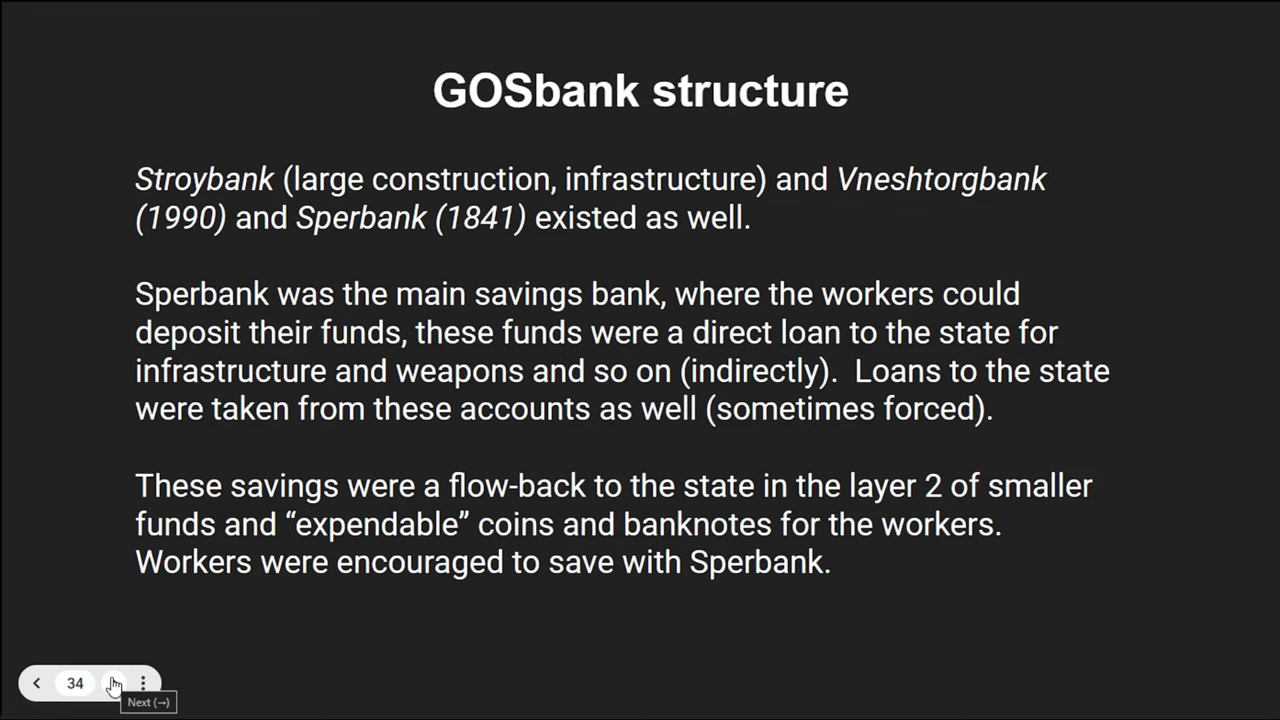 GOSbank structure
Stroybank (large construction, infrastructure) and Vneshtorgbank
(1990) and Sperbank (1841) existed as well.
Sperbank was the main savings bank, where the workers could
deposit their funds, these funds were a direct loan to the state for
infrastructure and weapons and so on (indirectly).  Loans to the state
were taken from these accounts as well (sometimes forced).
These savings were a flow-back to the state in the layer 2 of smaller
funds and “expendable” coins and banknotes for the workers.
Workers were encouraged to save with Sperbank.
34
Next (→)